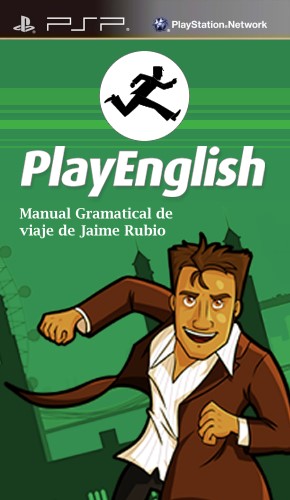 PSP PlayStation®Network
PlayEnglish
Manual Gramatical de
viaje de Jaime Rubio